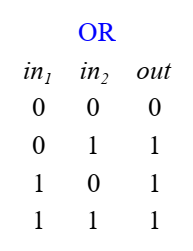 OR
in₁ in₂ out
0 0 0
0 1 1
1 0 1
1 1 1